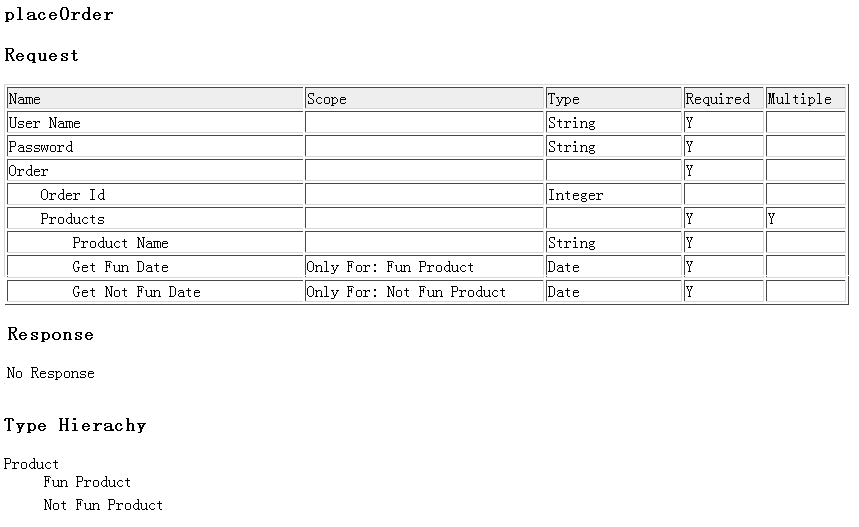 placeOrder
Request
Name Scope Type Required Multiple
User Name String Y
Password String Y
Order Y
Order Id Integer
Products Y Y
Product Name String Y
Get Fun Date Only For: Fun Product Date Y
Get Not Fun Date Only For: Not Fun Product Date Y
Response
No Response
Type Hierachy
Product
Fun Product
Not Fun Product